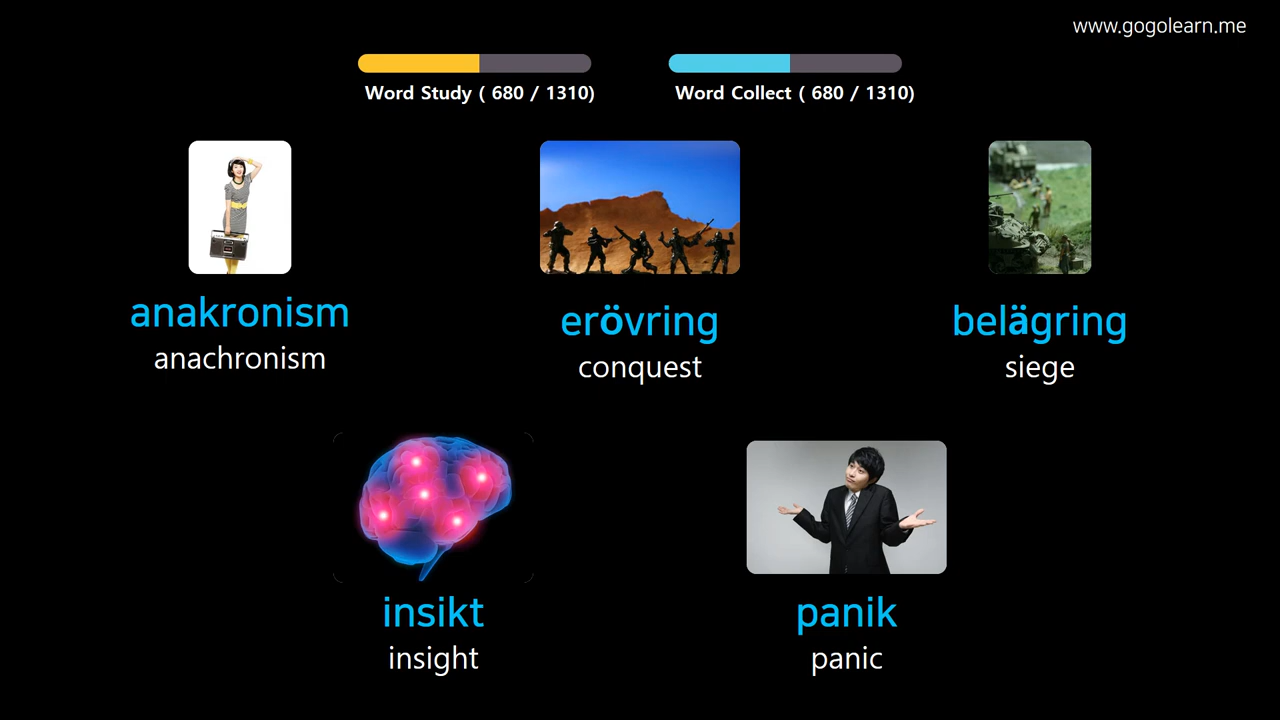 www.gogolearn.me
Word Study ( 680 / 1310)
Word Collect ( 680 / 1310)
anakronism
anachronism
erövring
conquest
belägring
siege
insikt
insight
panik
panic